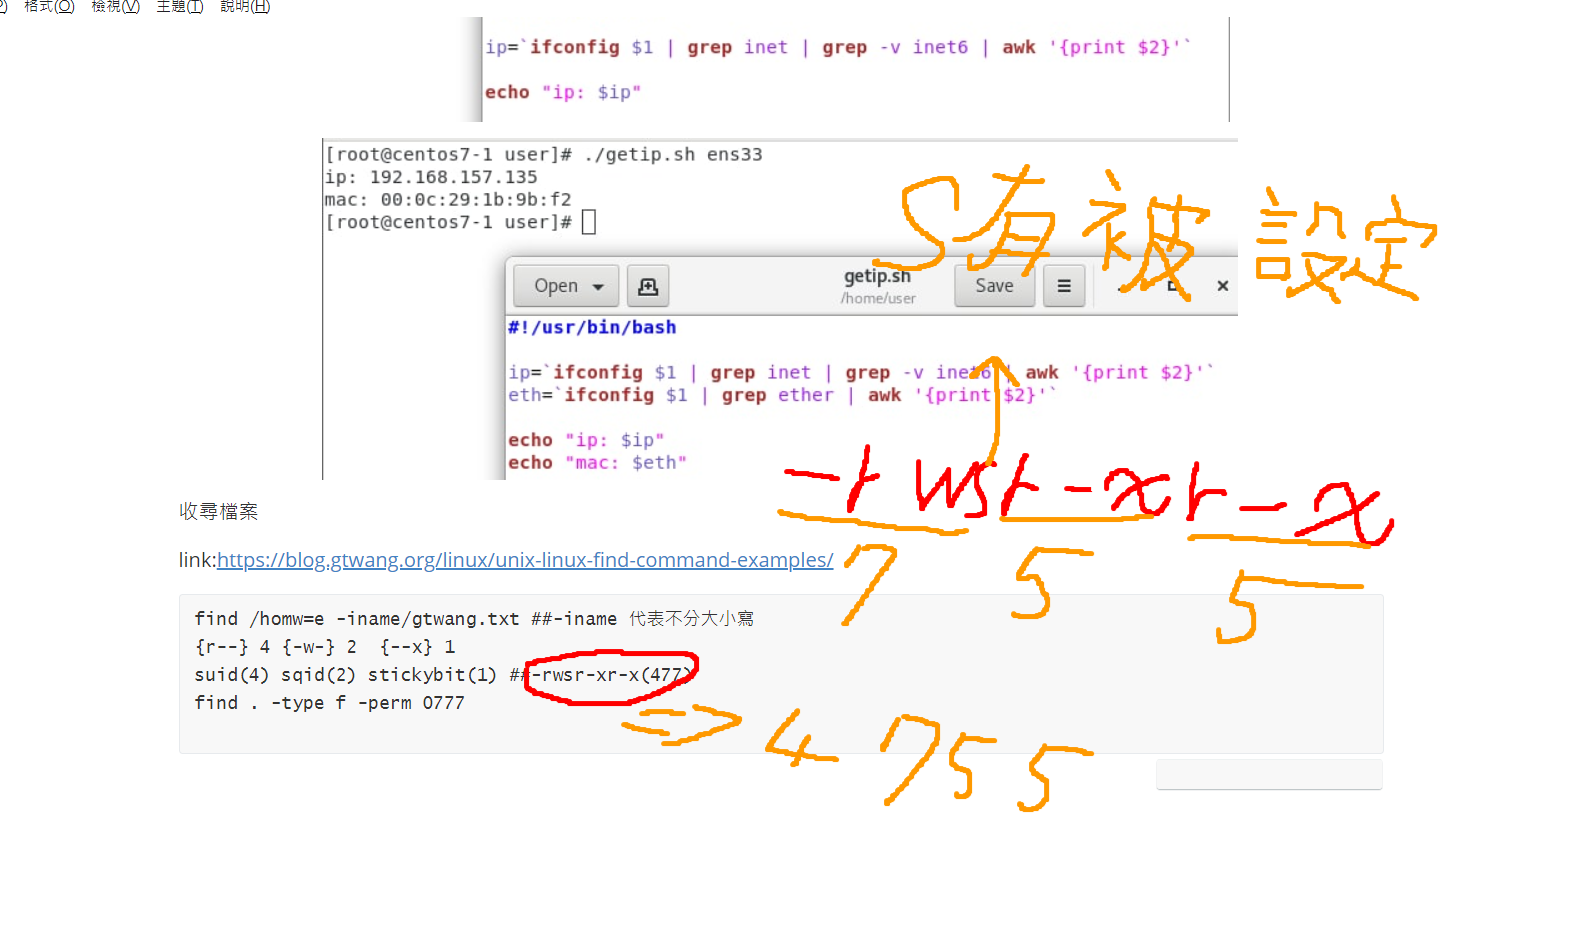 格式(O) 檢視(V) 主題(T) 說明(H)
ip=`ifconfig $1 | grep inet | grep -v inet6 | awk '{print $2}'`
echo "ip: $ip"
[root@centos7-1 user]# ./getip.sh ens33
ip: 192.168.157.135
mac: 00:0c:29:1b:9b:f2
[root@centos7-1 user]#
S有被設定
Open
getip.sh
/home/user
Save
#!/usr/bin/bash
ip=`ifconfig $1 | grep inet | grep -v inet6 | awk '{print $2}'`
eth=`ifconfig $1 | grep ether | awk '{print $2}'`
echo "ip: $ip"
echo "mac: $eth"
-rwsr-xr-x
7 5 5
收尋檔案
link:https://blog.gtwang.org/linux/unix-linux-find-command-examples/
find /homw=e -iname/gtwang.txt ##-iname 代表不分大小寫
{r--} 4 {-w-} 2 {--x} 1
suid(4) sqid(2) stickybit(1) ##-rwsr-xr-x(477)
find . -type f -perm 0777
4755